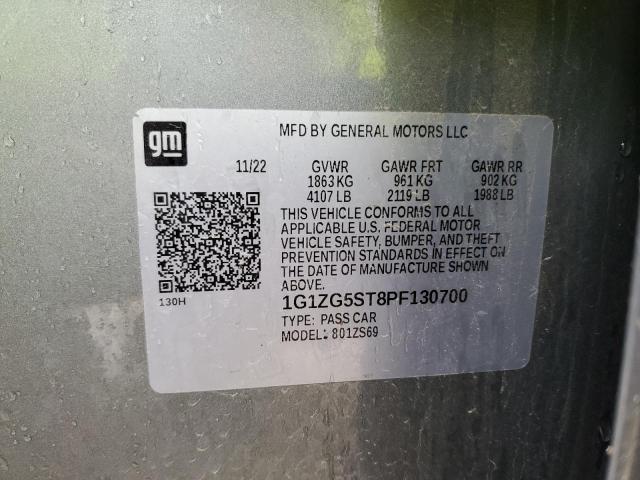 gm
MFD BY GENERAL MOTORS LLC
11/22 GVWR GAWR FRT GAWR RR
1863 KG 961 KG 902 KG
4107 LB 2119 LB 1988 LB
THIS VEHICLE CONFORMS TO ALL
APPLICABLE U.S. FEDERAL MOTOR
VEHICLE SAFETY, BUMPER, AND THEFT
PREVENTION STANDARDS IN EFFECT ON
THE DATE OF MANUFACTURE SHOWN
ABOVE.
130H
1G1ZG5ST8PF130700
TYPE: PASS CAR
MODEL: 801ZS69